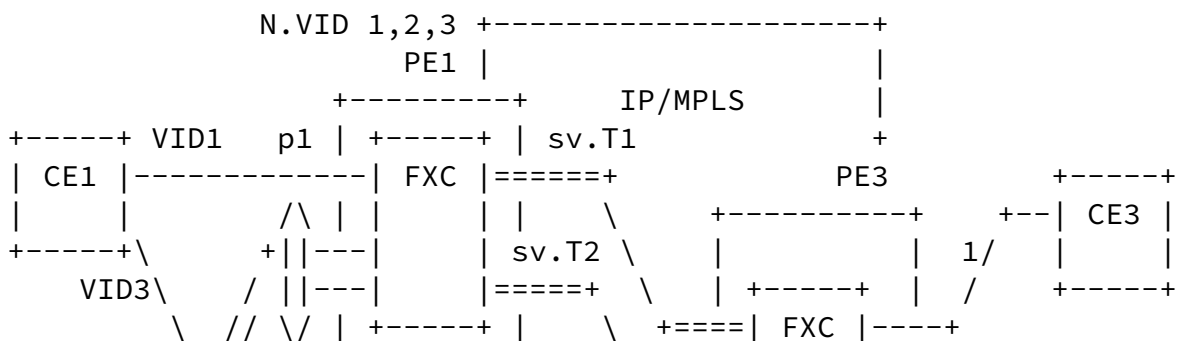 N.VID 1,2,3 +---------------------+
PE1 |                     |
+---------+     IP/MPLS      |
+-----+ VID1   p1 | +-----+ | sv.T1              +
| CE1 |-------------| FXC |======+           PE3          +-----+
|     |         /\ | |     | |     \     +----------+    +--| CE3 |
+-----+\       +||---|     | sv.T2 \    |          |  1/   |     |
VID3\     / ||---|     |=====+  \   | +-----+  |  /    +-----+
\  // \/ | +-----+ |     \  +====| FXC |----+